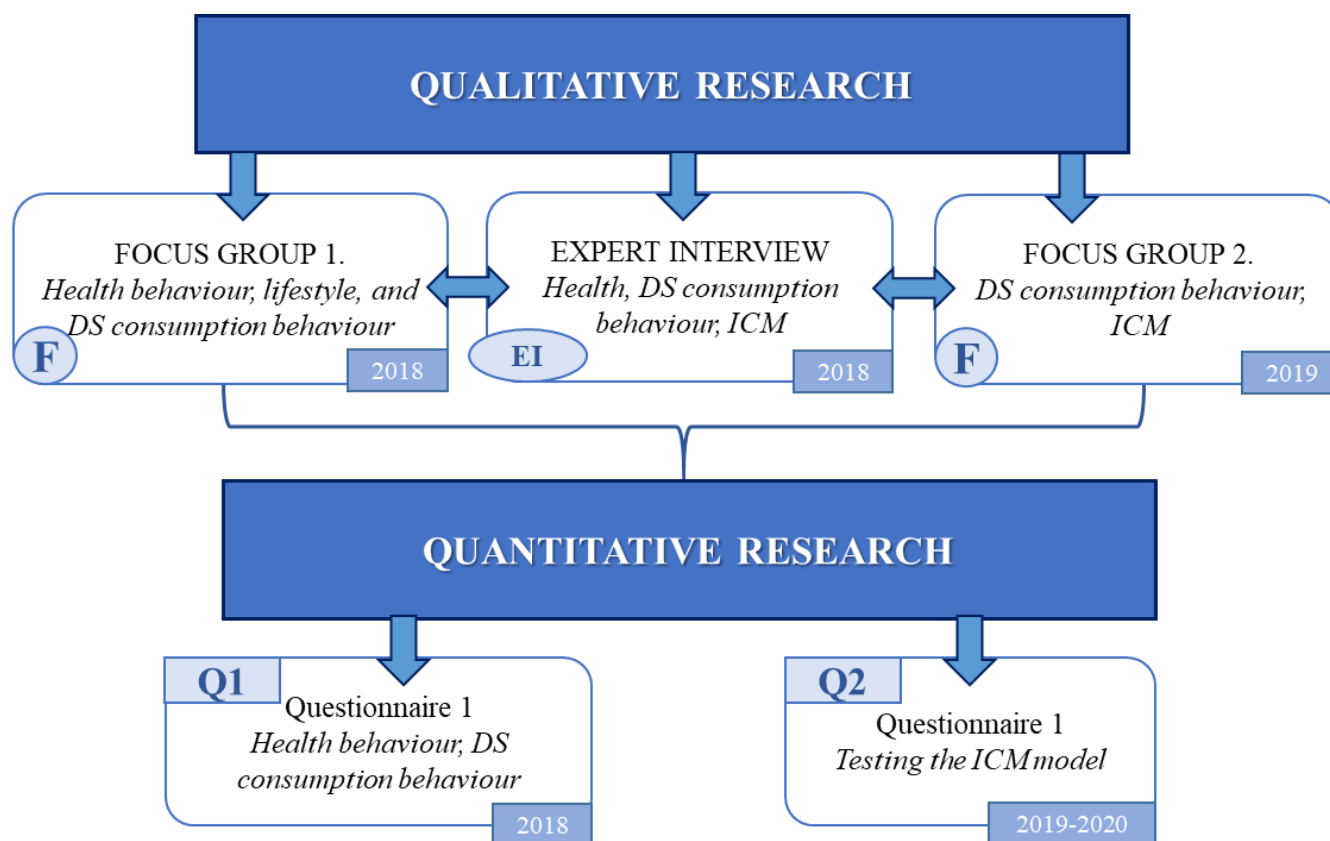 QUALITATIVE RESEARCH
FOCUS GROUP 1.
Health behaviour, lifestyle, and
DS consumption behaviour
F
2018
EXPERT INTERVIEW
Health, DS consumption
behaviour, ICM
EI
2018
FOCUS GROUP 2.
DS consumption behaviour,
ICM
F
2019
QUANTITATIVE RESEARCH
Q1
Questionnaire 1
Health behaviour, DS
consumption behaviour
2018
Q2
Questionnaire 1
Testing the ICM model
2019-2020